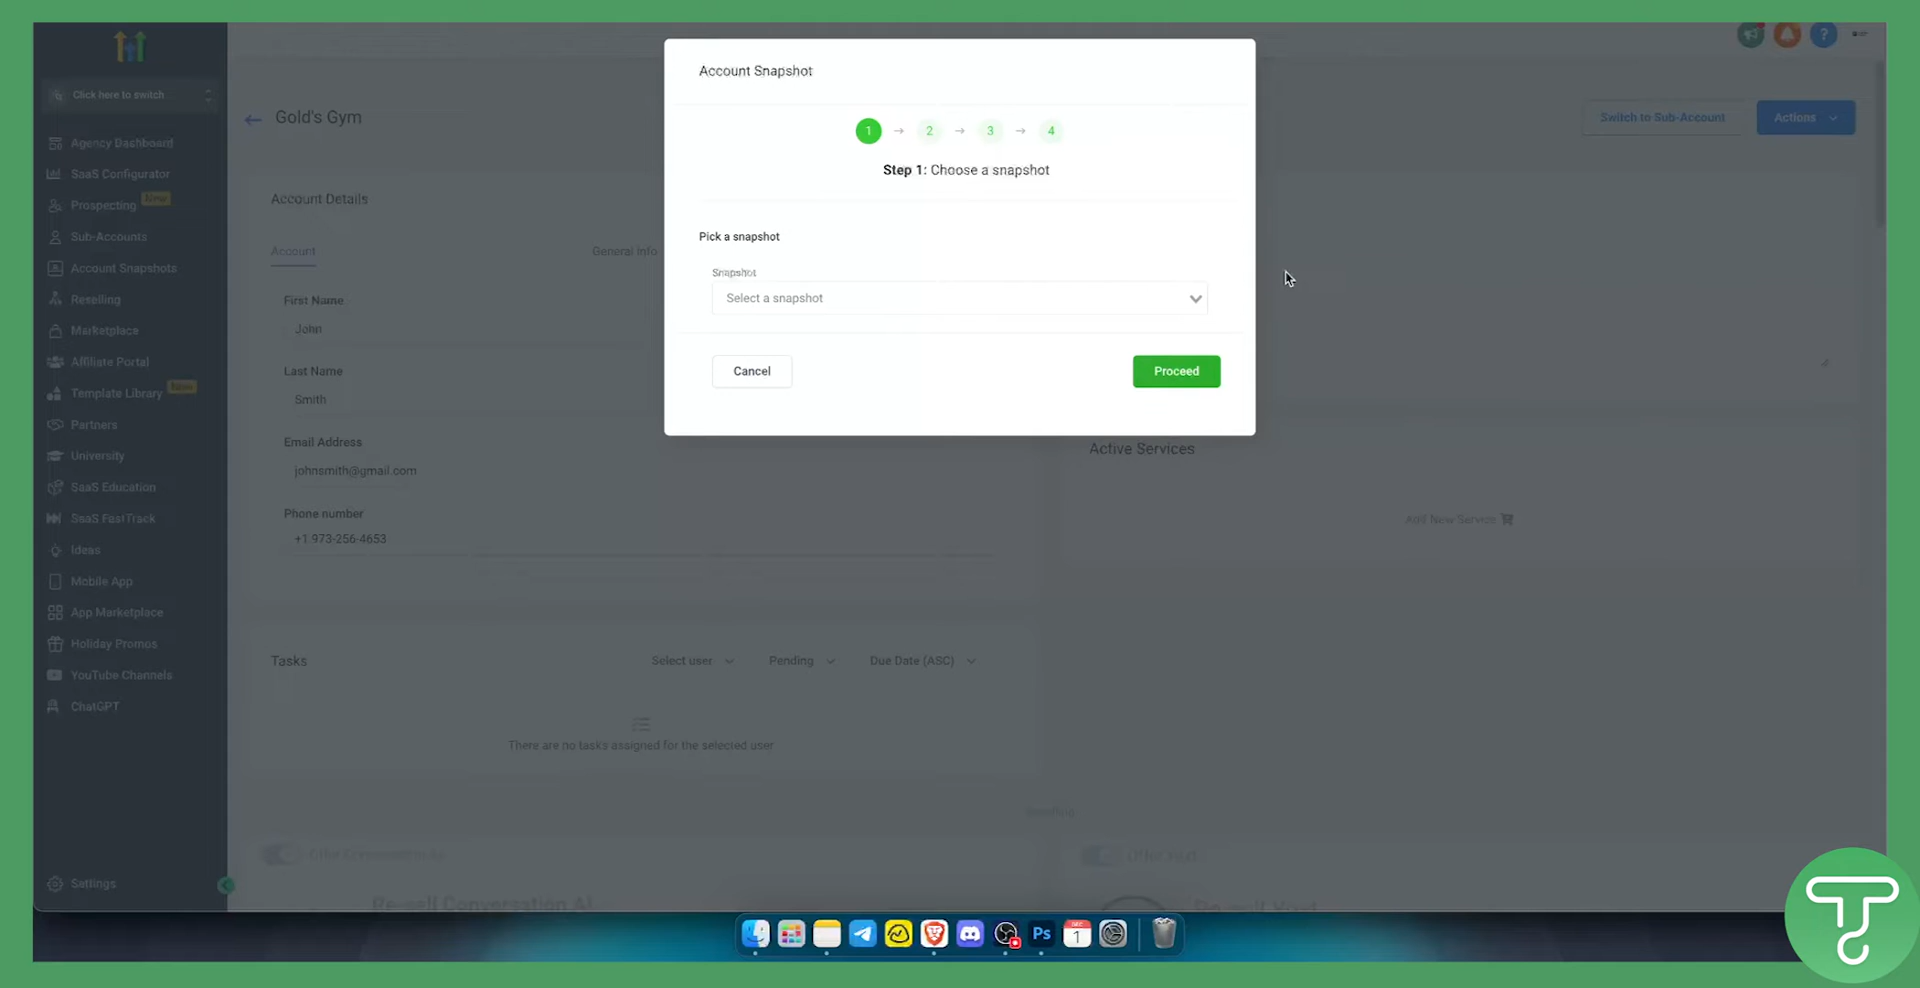 Account Snapshot
1 → 2 → 3 → 4
Step 1: Choose a snapshot
Pick a snapshot
Snapshot
Select a snapshot
Cancel
Proceed
Click here to switch
Agency Dashboard
SaaS Configurator
Prospecting New
Sub-Accounts
Account Snapshots
Reselling
Marketplace
Affiliate Portal
Template Library New
Partners
University
SaaS Education
SaaS FastTrack
Ideas
Mobile App
App Marketplace
Holiday Promos
YouTube Channels
ChatGPT
Settings
Gold's Gym
Switch to Sub-Account
Actions
?
Account Details
Account
General Info
First Name
John
Last Name
Smith
Email Address
johnsmith@gmail.com
Phone number
+1 973-256-4653
Active Services
Add New Service
Tasks
Select user
Pending
Due Date (ASC)
There are no tasks assigned for the selected user
Re-sell Conversation AI
Ps
DEC
1